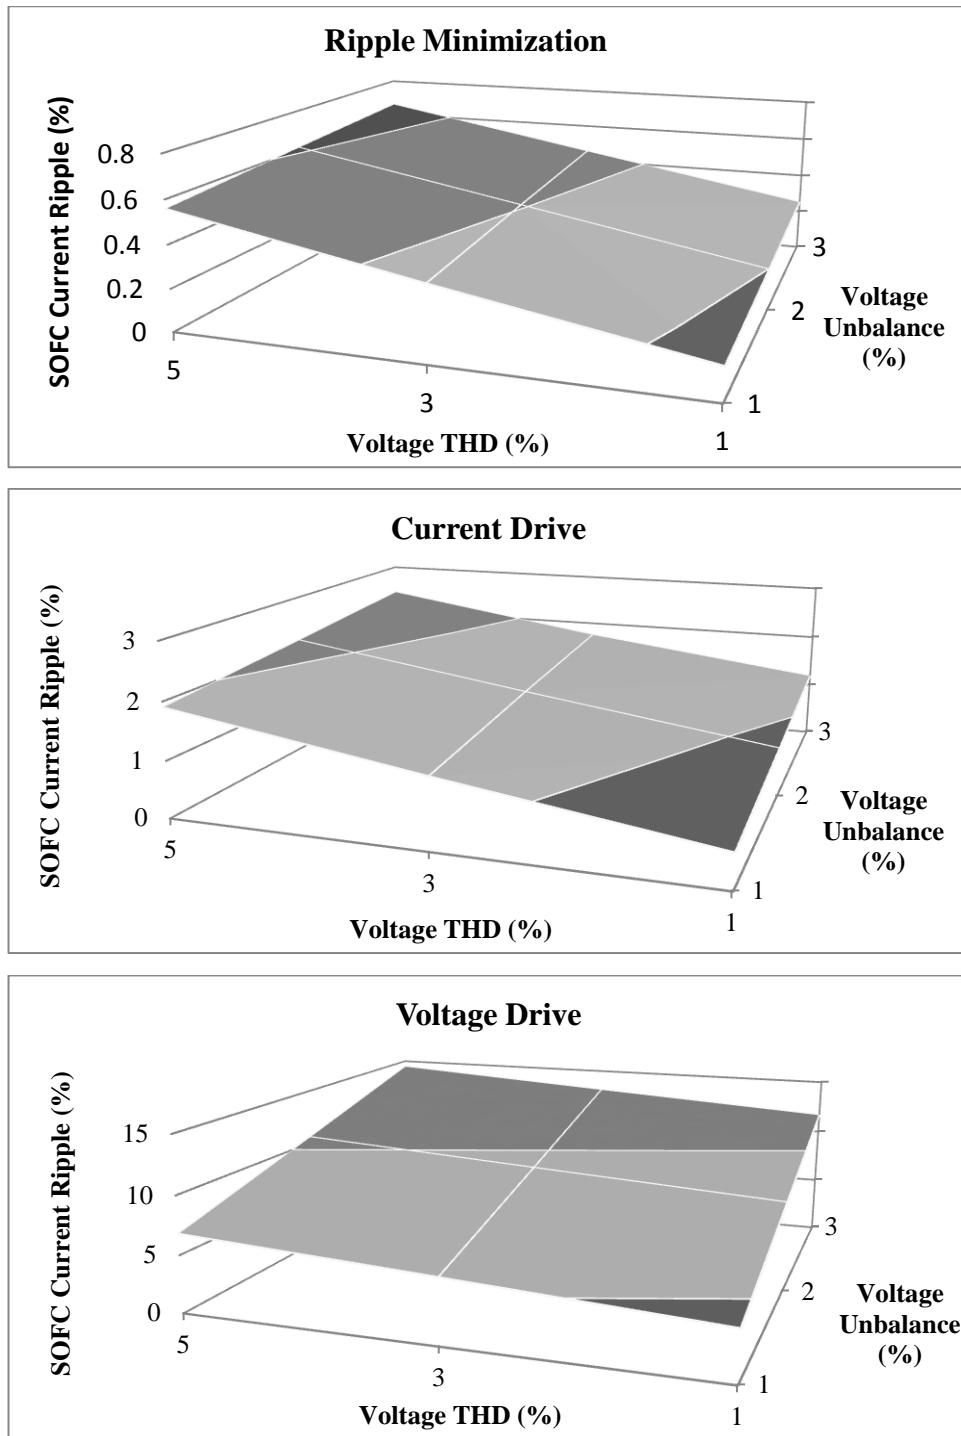 Ripple Minimization
SOFC Current Ripple (%)
0.8
0.6
0.4
0.2
0
5
3
1
Voltage THD (%)
3
2
1
Voltage
Unbalance
(%)
Current Drive
SOFC Current Ripple (%)
3
2
1
0
5
3
1
Voltage THD (%)
3
2
1
Voltage
Unbalance
(%)
Voltage Drive
SOFC Current Ripple (%)
15
10
5
0
5
3
1
Voltage THD (%)
3
2
1
Voltage
Unbalance
(%)